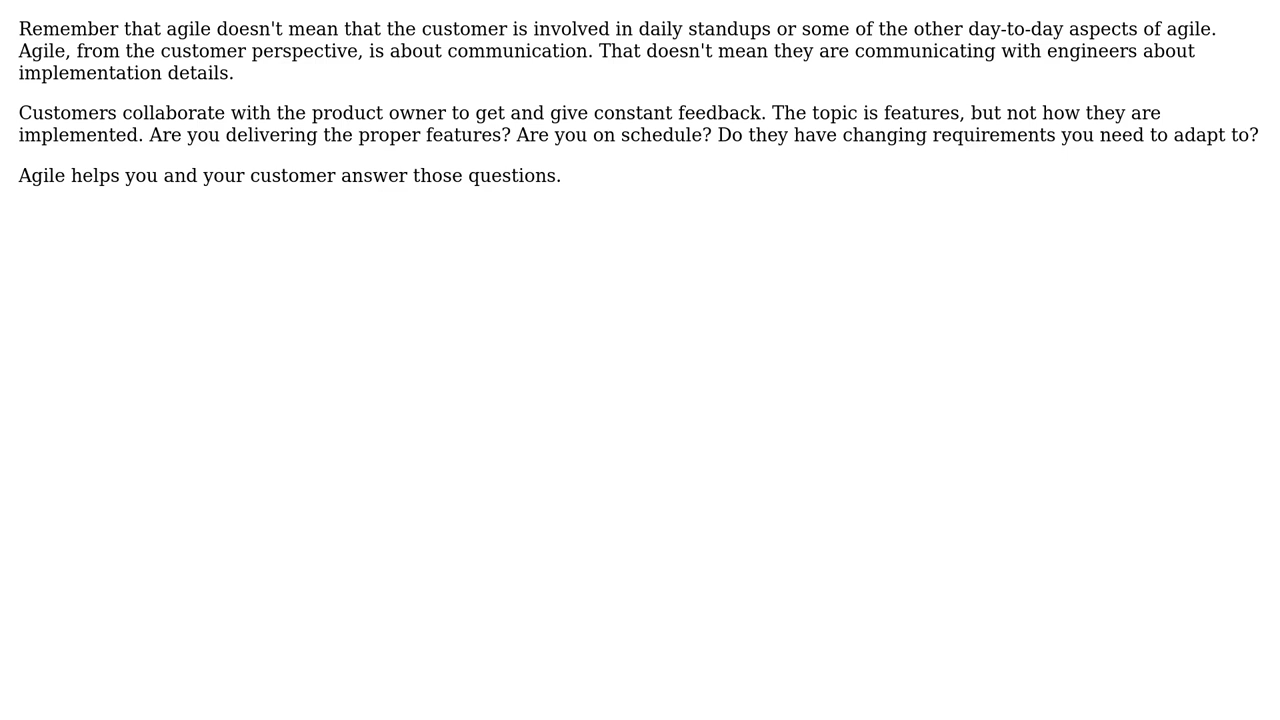 Remember that agile doesn't mean that the customer is involved in daily standups or some of the other day-to-day aspects of agile.
Agile, from the customer perspective, is about communication. That doesn't mean they are communicating with engineers about
implementation details.
Customers collaborate with the product owner to get and give constant feedback. The topic is features, but not how they are
implemented. Are you delivering the proper features? Are you on schedule? Do they have changing requirements you need to adapt to?
Agile helps you and your customer answer those questions.